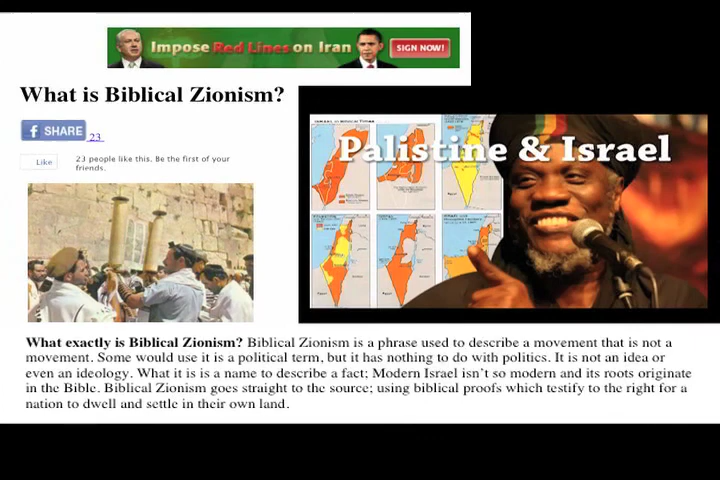 Impose Red Lines on Iran
SIGN NOW!
What is Biblical Zionism?
f SHARE 23
Like
23 people like this. Be the first of your
friends.
Palistine & Israel
What exactly is Biblical Zionism? Biblical Zionism is a phrase used to describe a movement that is not a
movement. Some would use it is a political term, but it has nothing to do with politics. It is not an idea or
even an ideology. What it is is a name to describe a fact; Modern Israel isn't so modern and its roots originate
in the Bible. Biblical Zionism goes straight to the source; using biblical proofs which testify to the right for a
nation to dwell and settle in their own land.